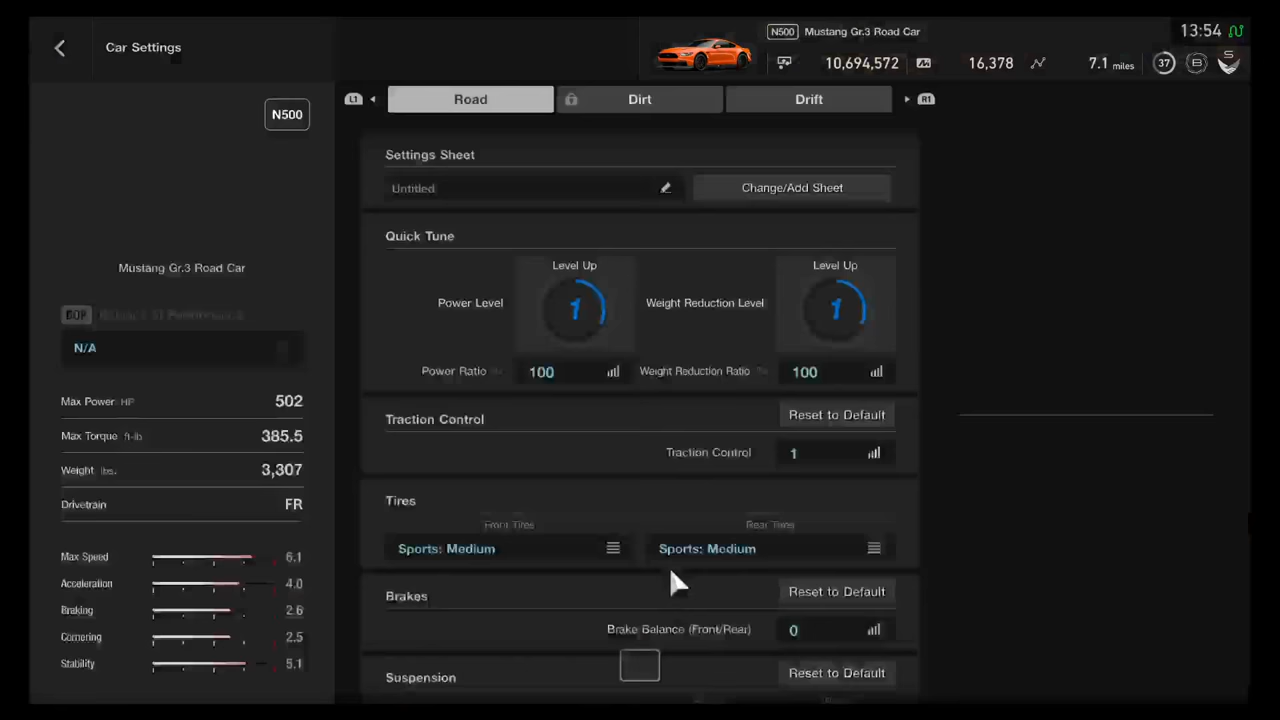 Car Settings
N500 Mustang Gr.3 Road Car
13:54
10,694,572
16,378
7.1 miles
37
B
S
N500
L1
Road
Dirt
Drift
R1
Settings Sheet
Untitled
Change/Add Sheet
Quick Tune
Level Up
Level Up
Power Level
1
Weight Reduction Level
1
Power Ratio
100
Weight Reduction Ratio
100
Mustang Gr.3 Road Car
BOP
N/A
Max Power HP 502
Max Torque ft-lb 385.5
Weight lbs. 3,307
Drivetrain FR
Max Speed 6.1
Acceleration 4.0
Braking 2.6
Cornering 2.5
Stability 5.1
Traction Control
Reset to Default
Traction Control
1
Tires
Front Tires
Rear Tires
Sports: Medium
Sports: Medium
Brakes
Reset to Default
Brake Balance (Front/Rear)
0
Suspension
Reset to Default